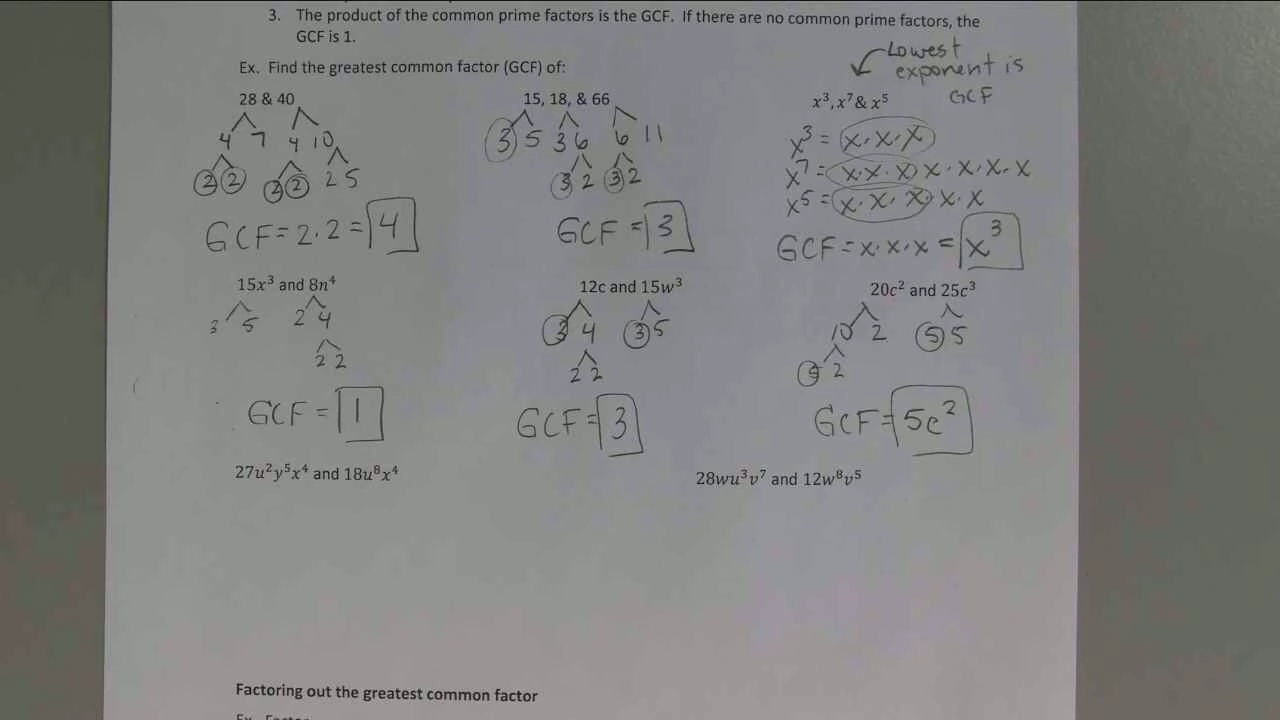 3. The product of the common prime factors is the GCF. If there are no common prime factors, the
GCF is 1.
Lowest
exponent is
GCF
Ex. Find the greatest common factor (GCF) of:
28 & 40
4 7 4 10
2 2 2 2 2 5
GCF = 2·2 = 4
15, 18, & 66
3 5 3 6 6 11
3 2 3 2
GCF = 3
x³, x⁷ & x⁵
x³ = x·x·x
x⁷ = x·x·x x·x·x·x
x⁵ = x·x·x·x·x
GCF = x·x·x = x³
15x³ and 8n⁴
3 5 2 4
2 2
GCF = 1
12c and 15w³
3 4 3 5
2 2
GCF = 3
20c² and 25c³
10 2 5 5
5 2
GCF = 5c²
27u²y⁵x⁴ and 18u⁸x⁴
28wu³v⁷ and 12w⁸v⁵
Factoring out the greatest common factor